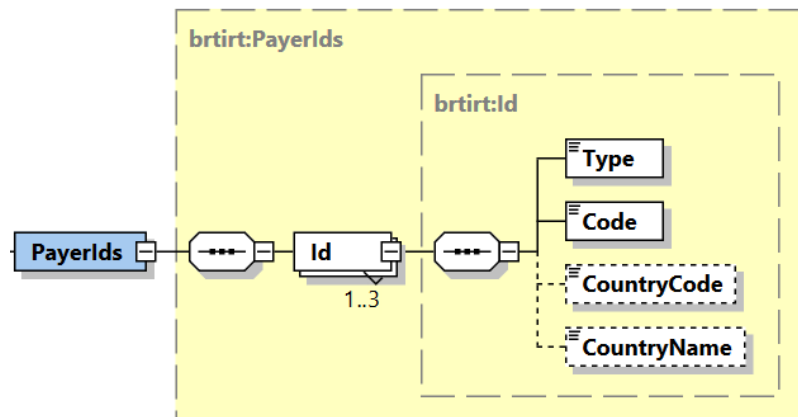 brtirt:PayerIds
brtirt:Id
Type
Code
PayerIds
Id
1..3
CountryCode
CountryName